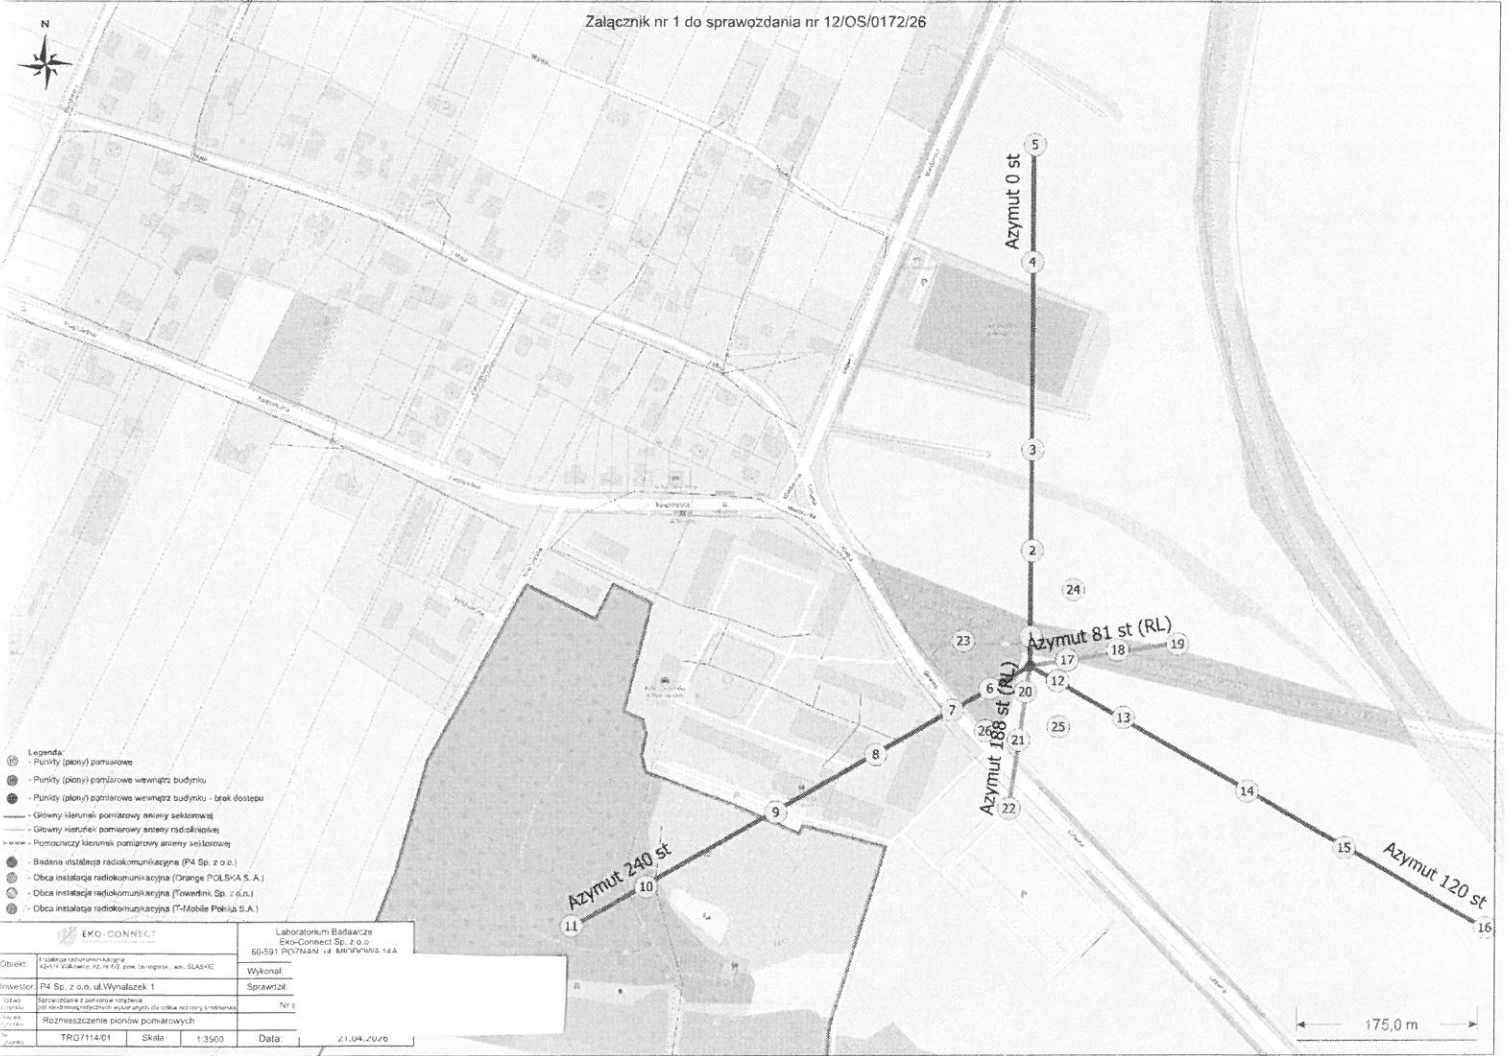 Załącznik nr 1 do sprawozdania nr 12/OS/0172/26
N
5
Azymut 0 st
4
3
2
24
1
23
Azymut 81 st (RL)
17
18
19
12
6
20
7
13
26
21
25
Azymut 188 st (RL)
8
22
9
14
15
Azymut 120 st
16
Azymut 240 st
10
11
P
P
175,0 m
Legenda:
- Punkty (piony) pomiarowe
- Punkty (piony) pomiarowe wewnątrz budynku
- Punkty (piony) pomiarowe wewnątrz budynku - brak dostępu
- Główny kierunek pomiarowy anteny sektorowej
- Główny kierunek pomiarowy anteny radioliniowej
- Pomocniczy kierunek pomiarowy anteny sektorowej
- Badana instalacja radiokomunikacyjna (P4 Sp. z o.o.)
- Obca instalacja radiokomunikacyjna (Orange POLSKA S.A.)
- Obca instalacja radiokomunikacyjna (Towerlink Sp. z o.o.)
- Obca instalacja radiokomunikacyjna (T-Mobile Polska S.A.)
EKO-CONNECT
Laboratorium Badawcze
Eko-Connect Sp. z o.o.
60-591 POZNAŃ, ul. MIODOWA 14A
Obiekt:
Instalacja radiokomunikacyjna
Wykonał:
Inwestor:
P4 Sp. z o.o, ul.Wynalazek 1
Sprawdził:
Rozmieszczenie pionów pomiarowych
TRG7114/01
Skala
1:3500
Data:
21.04.2026